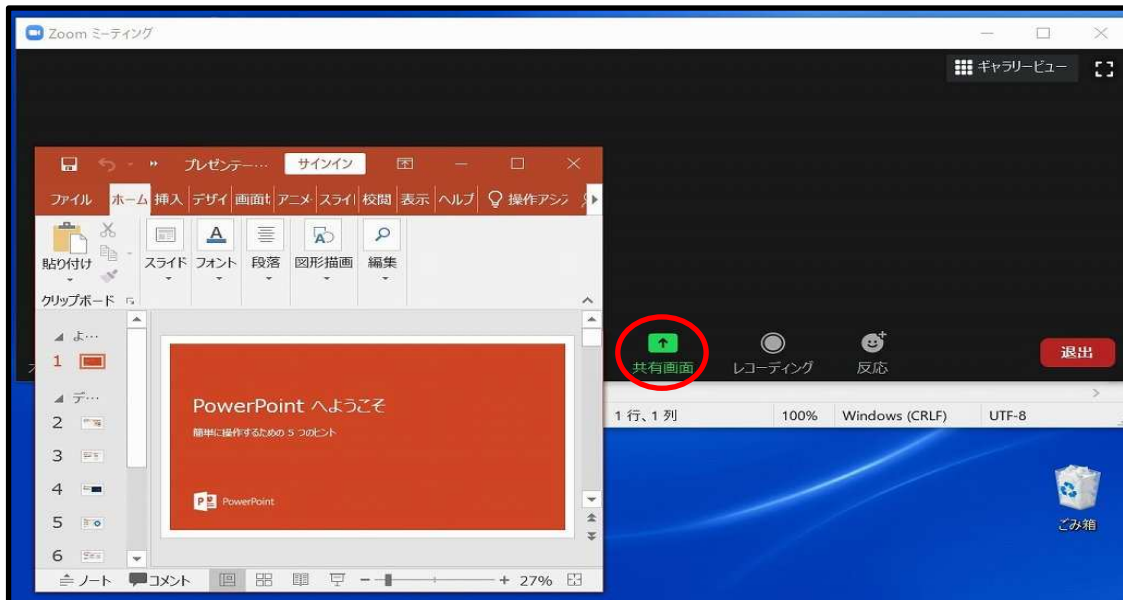 Zoom ミーティング
ギャラリービュー
プレゼンテー… サインイン
ファイル ホーム 挿入 デザイ 画面 アニメ スライ 校閲 表示 ヘルプ 操作アシ
貼り付け スライド フォント 段落 図形描画 編集
クリップボード
よ…
1
デ…
2
3
4
5
6
PowerPoint へようこそ
簡単に操作するための 5 つのヒント
PowerPoint
ノート コメント 27%
共有画面 レコーディング 反応 退出
1 行、1 列 100% Windows (CRLF) UTF-8
ごみ箱